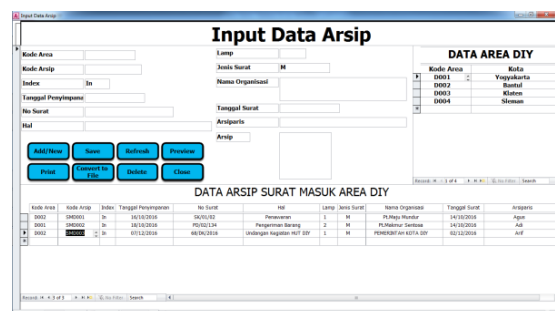 Input Data Arsip
Input Data Arsip
Kode Area
Kode Arsip
Index In
Tanggal Penyimpana
No Surat
Hal
Lamp
Jenis Surat M
Nama Organisasi
Tanggal Surat
Arsiparis
Arsip
DATA AREA DIY
Kode Area Kota
D001 Yogyakarta
D002 Bantul
D003 Klaten
D004 Sleman
Add/New Save Refresh Preview
Print Convert to File Delete Close
Record: 1 of 4 No Filter Search
DATA ARSIP SURAT MASUK AREA DIY
Kode Area Kode Arsip Index Tanggal Penyimpanan No Surat Hal Lamp Jenis Surat Nama Organisasi Tanggal Surat Arsiparis
D002 SMD001 In 16/10/2016 SK/01/02 Penawaran 1 M Pt.Maju Mundur 14/10/2016 Agus
D001 SMD002 In 18/10/2016 PD/02/134 Pengiriman Barang 2 M Pt.Makmur Sentosa 14/10/2016 Adi
D002 SMD003 In 07/12/2016 68/DK/2016 Undangan Kegiatan HUT DIY 1 M PEMERINTAH KOTA DIY 02/12/2016 Arif
Record: 3 of 3 No Filter Search